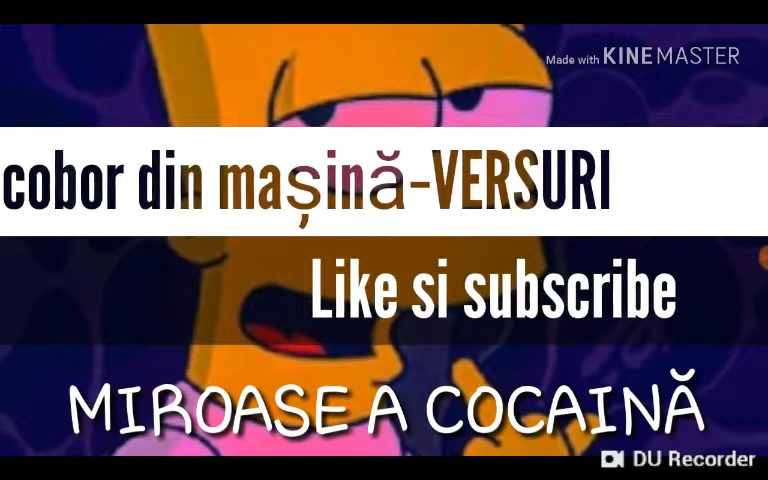 Made with KINEMASTER
cobor din mașină-VERSURI
Like si subscribe
MIROASE A COCAINĂ
DU Recorder